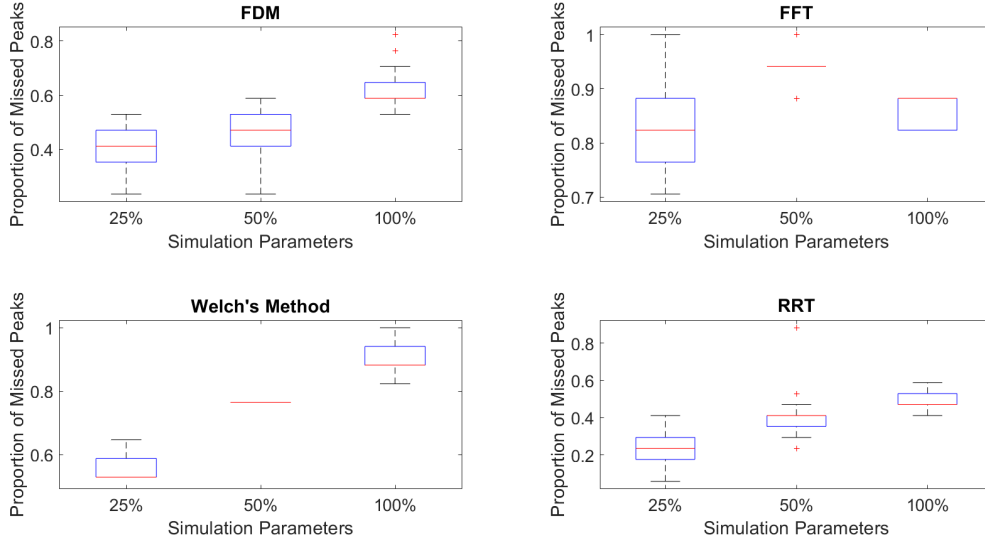 FDM
Proportion of Missed Peaks
0.8
0.6
0.4
25%
50%
100%
Simulation Parameters
FFT
Proportion of Missed Peaks
1
0.9
0.8
0.7
25%
50%
100%
Simulation Parameters
Welch's Method
Proportion of Missed Peaks
1
0.8
0.6
25%
50%
100%
Simulation Parameters
RRT
Proportion of Missed Peaks
0.8
0.6
0.4
0.2
25%
50%
100%
Simulation Parameters